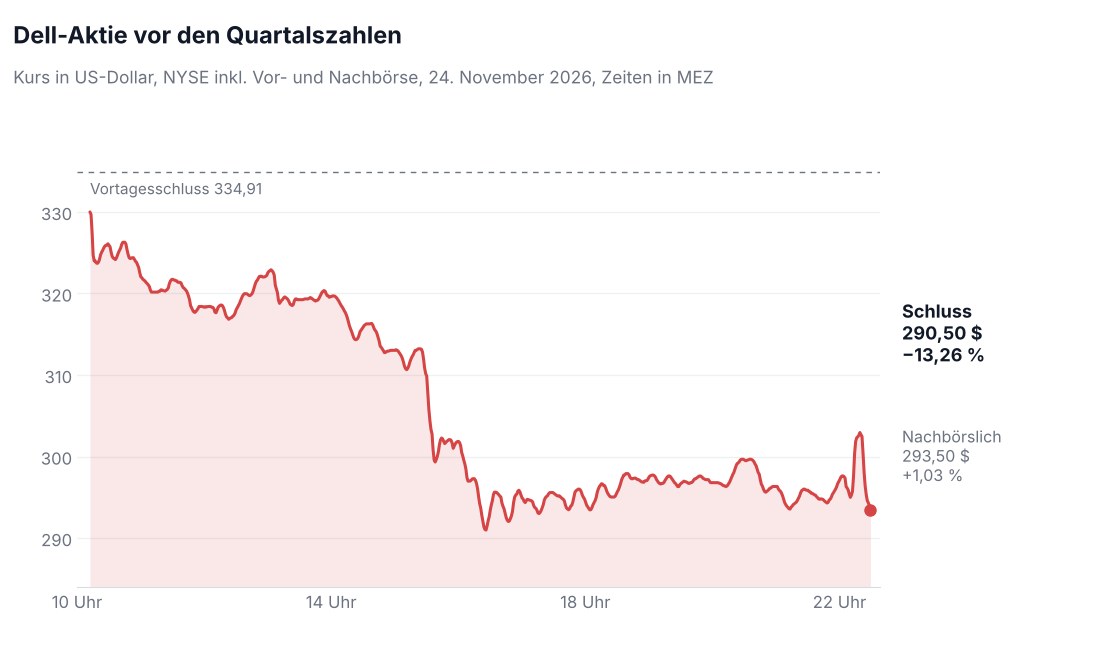 Dell-Aktie vor den Quartalszahlen
Kurs in US-Dollar, NYSE inkl. Vor- und Nachbörse, 24. November 2026, Zeiten in MEZ
Vortagesschluss 334,91
330
320
310
300
290
10 Uhr
14 Uhr
18 Uhr
22 Uhr
Schluss
290,50 $
−13,26 %
Nachbörslich
293,50 $
+1,03 %